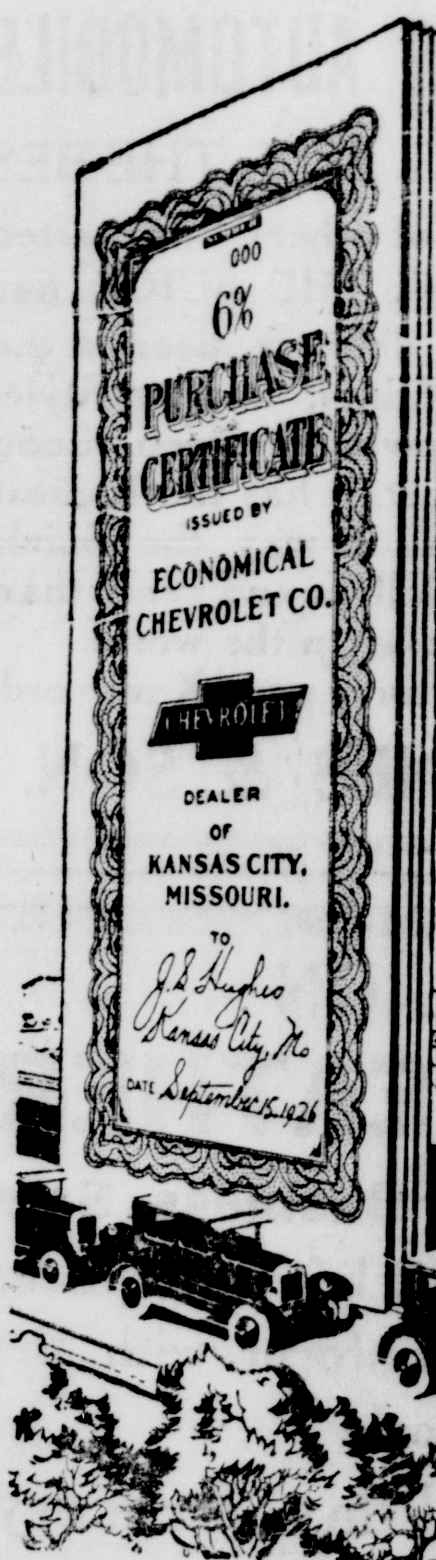 NUMBER
000
6%
PURCHASE
CERTIFICATE
ISSUED BY
ECONOMICAL
CHEVROLET CO.
CHEVROLET
DEALER
OF
KANSAS CITY,
MISSOURI.
TO
J. S. Hughes
Kansas City, Mo
DATE September 15, 1926